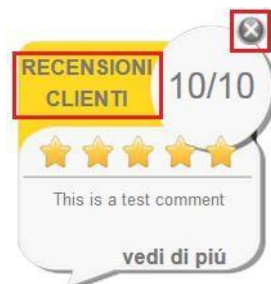 RECENSIONI
CLIENTI
10/10
This is a test comment
vedi di piú